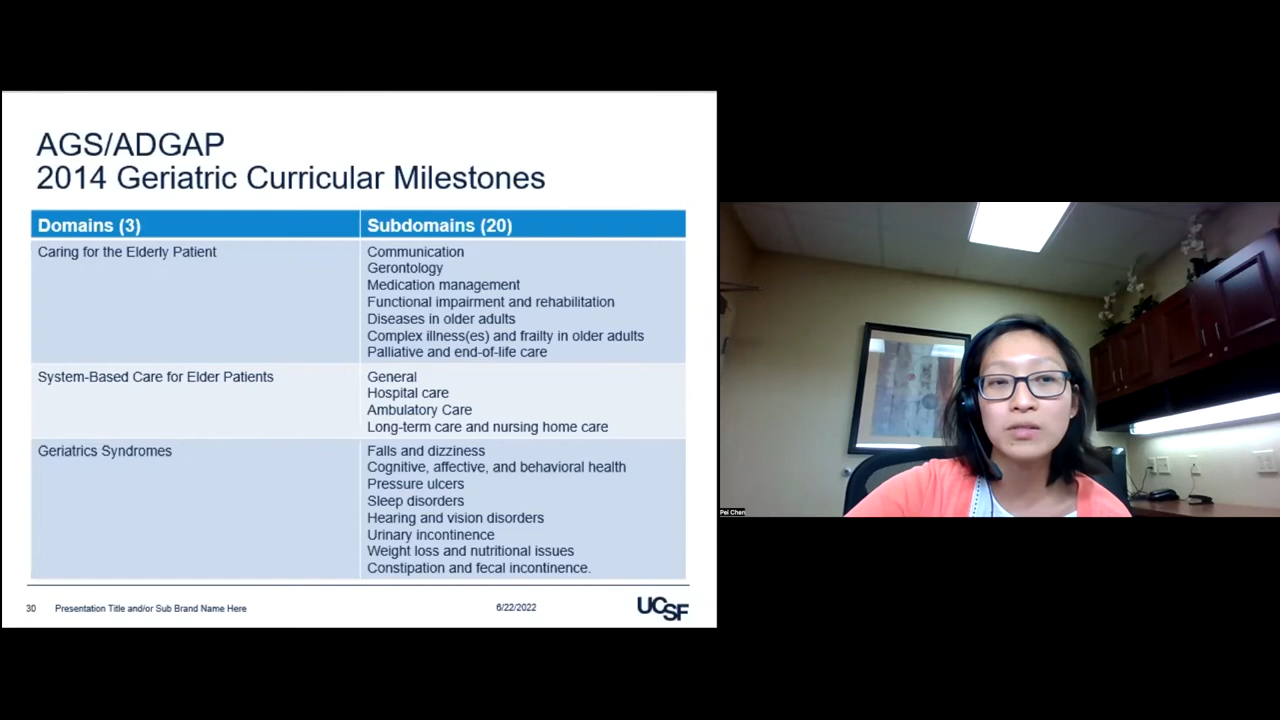 AGS/ADGAP
2014 Geriatric Curricular Milestones
Domains (3)
Subdomains (20)
Caring for the Elderly Patient
Communication
Gerontology
Medication management
Functional impairment and rehabilitation
Diseases in older adults
Complex illness(es) and frailty in older adults
Palliative and end-of-life care
System-Based Care for Elder Patients
General
Hospital care
Ambulatory Care
Long-term care and nursing home care
Geriatrics Syndromes
Falls and dizziness
Cognitive, affective, and behavioral health
Pressure ulcers
Sleep disorders
Hearing and vision disorders
Urinary incontinence
Weight loss and nutritional issues
Constipation and fecal incontinence.
30 Presentation Title and/or Sub Brand Name Here 6/22/2022 UCSF
Pei Chen